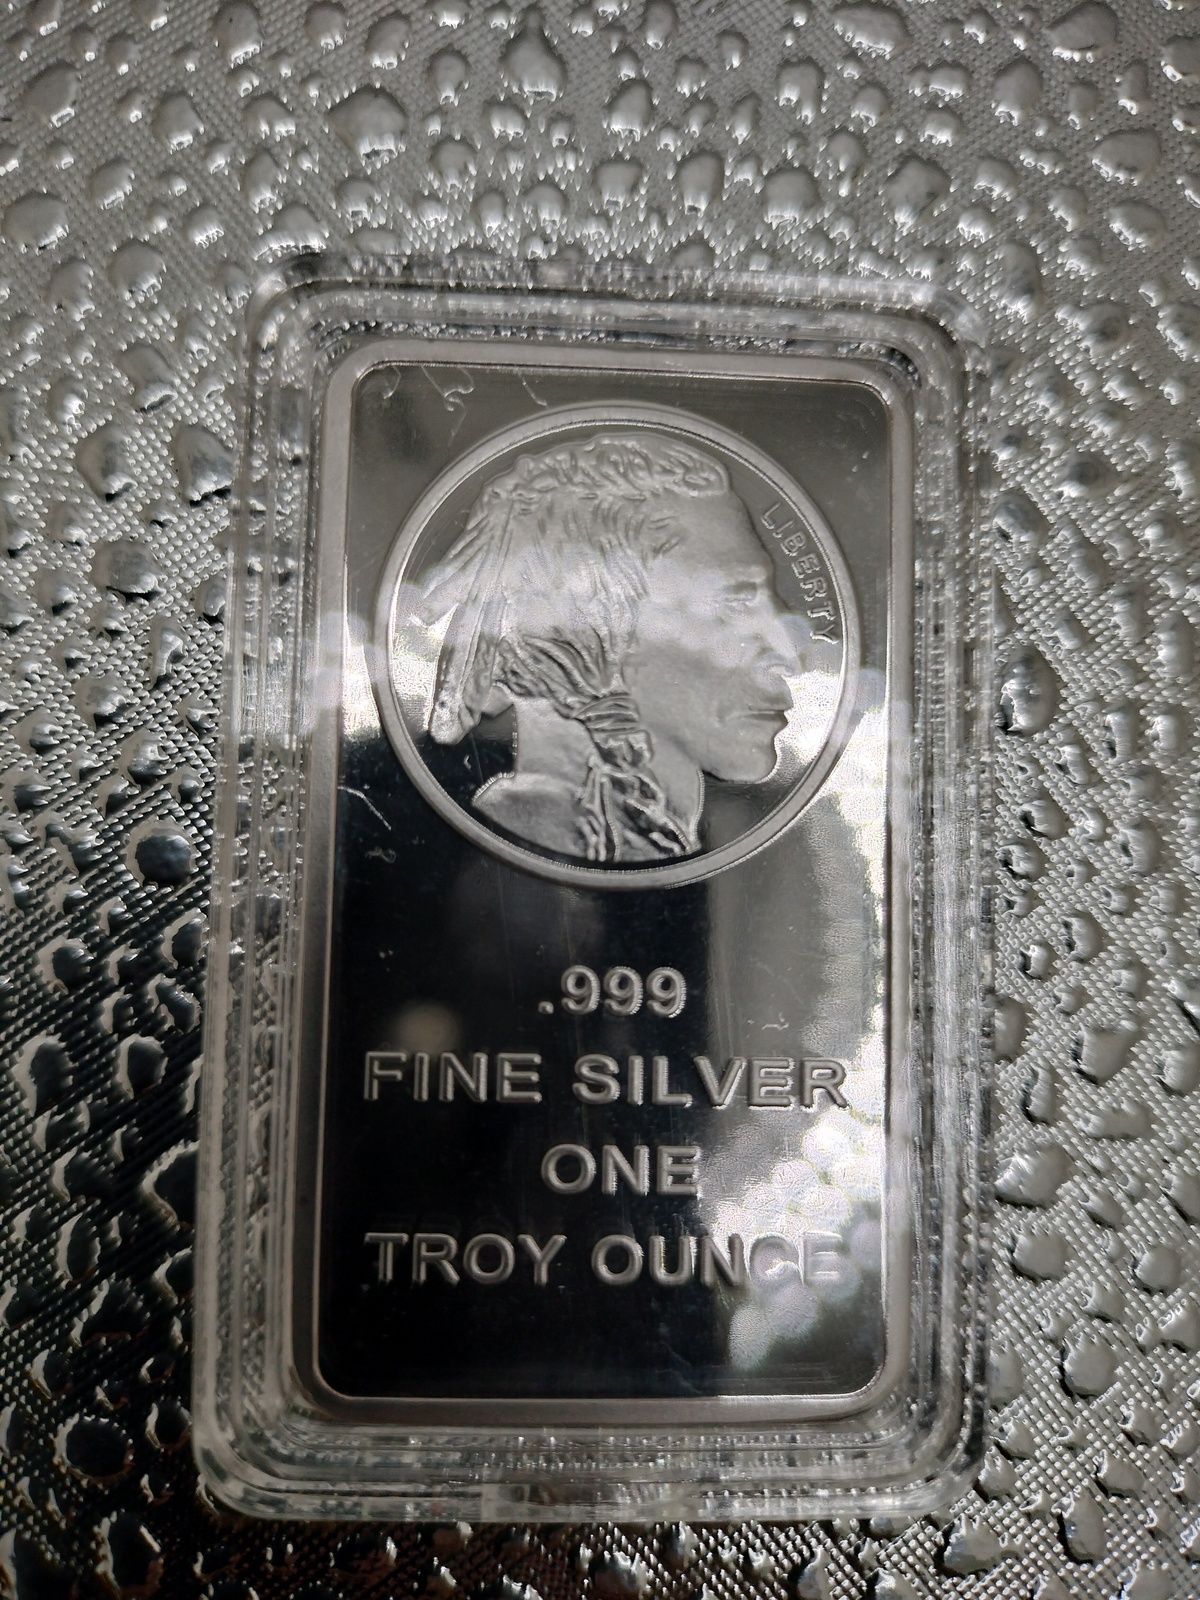 LIBERTY
.999
FINE SILVER
ONE
TROY OUNCE